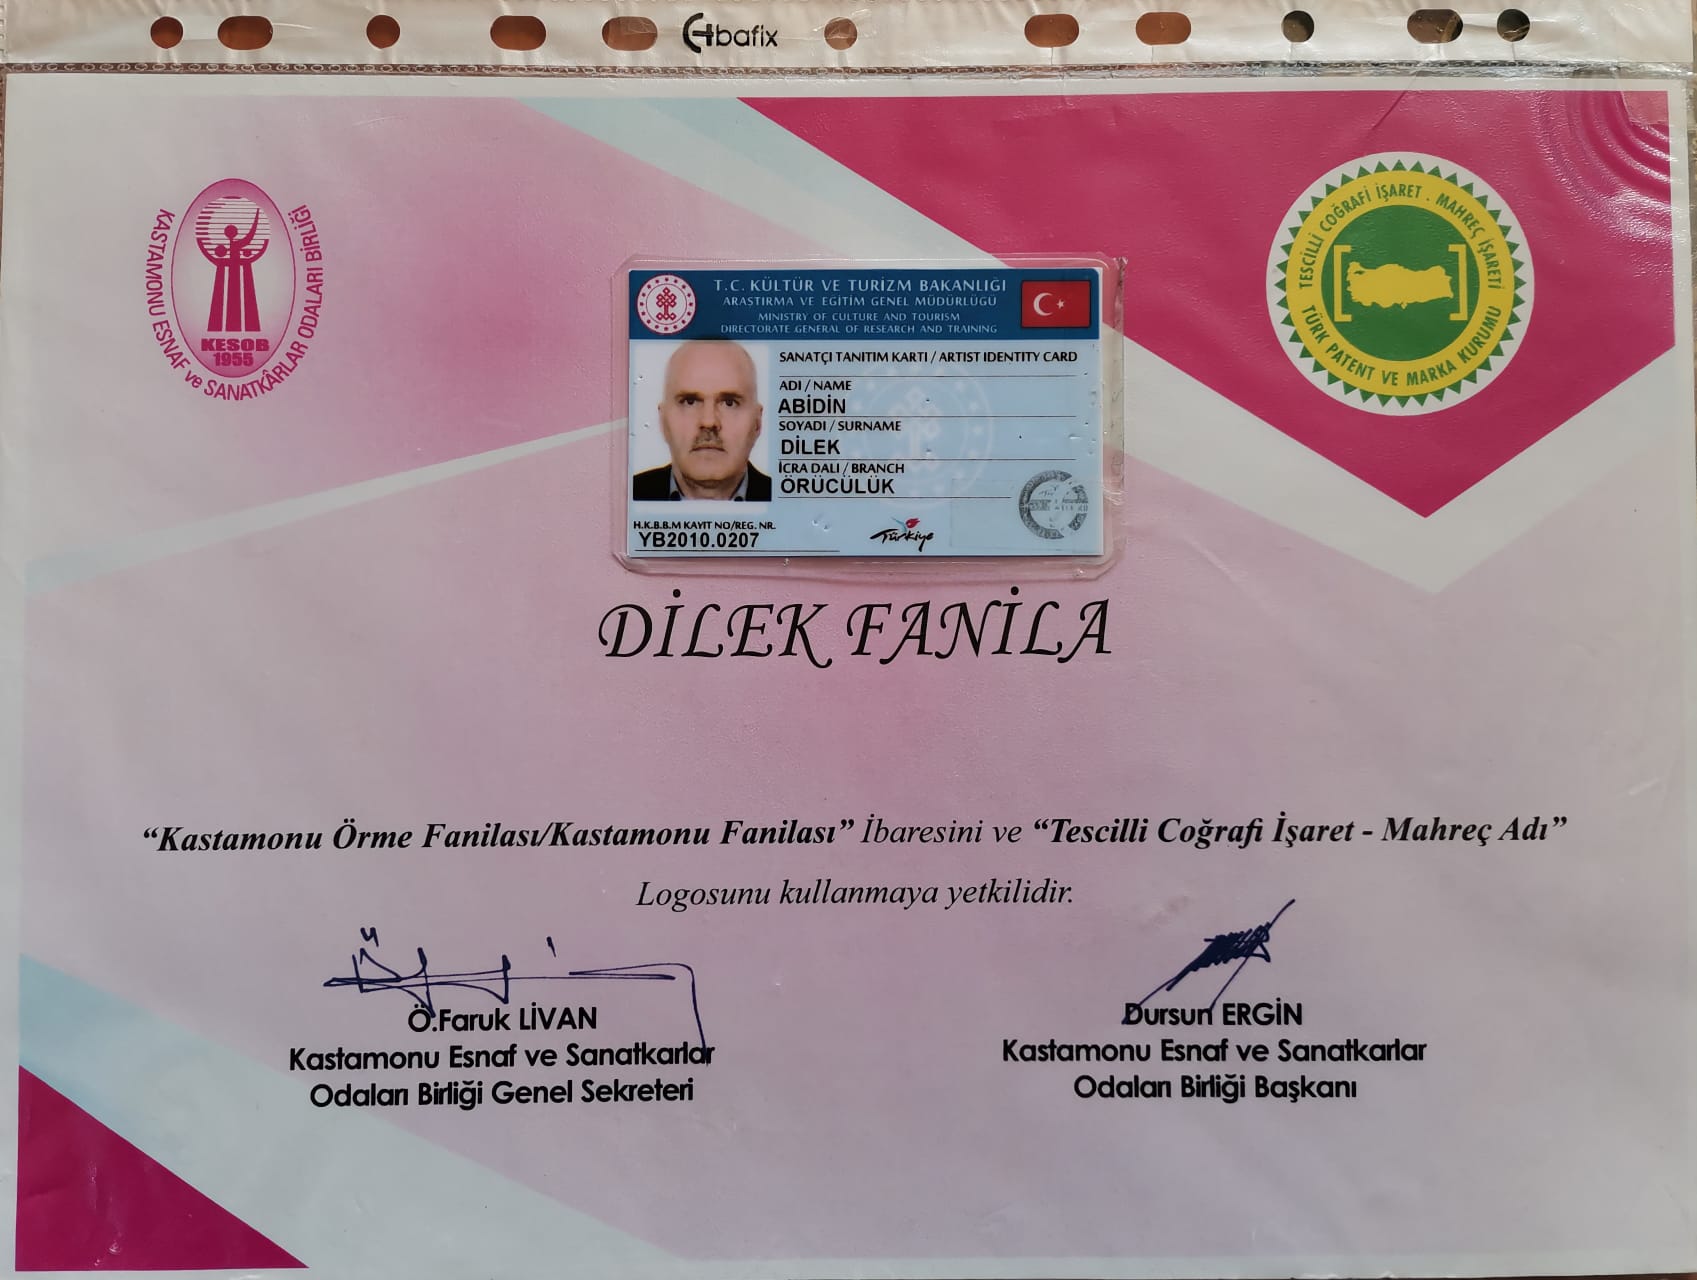 Abafix
KASTAMONU ESNAF ve SANATKÂRLAR ODALARI BİRLİĞİ
KESOB
1955
TESCİLLİ COĞRAFİ İŞARET . MAHREÇ İŞARETİ
TÜRK PATENT VE MARKA KURUMU
T.C. KÜLTÜR VE TURİZM BAKANLIĞI
ARAŞTIRMA VE EĞİTİM GENEL MÜDÜRLÜĞÜ
MINISTRY OF CULTURE AND TOURISM
DIRECTORATE GENERAL OF RESEARCH AND TRAINING
SANATÇI TANITIM KARTI / ARTIST IDENTITY CARD
ADI / NAME
ABİDİN
SOYADI / SURNAME
DİLEK
İCRA DALI / BRANCH
ÖRÜCÜLÜK
H.K.B.B.M KAYIT NO/REG. NR.
YB2010.0207
Türkiye
DİLEK FANİLA
“Kastamonu Örme Fanilası/Kastamonu Fanilası” İbaresini ve “Tescilli Coğrafi İşaret - Mahreç Adı”
Logosunu kullanmaya yetkilidir.
Ö.Faruk LİVAN
Kastamonu Esnaf ve Sanatkarlar
Odaları Birliği Genel Sekreteri
Dursun ERGİN
Kastamonu Esnaf ve Sanatkarlar
Odaları Birliği Başkanı